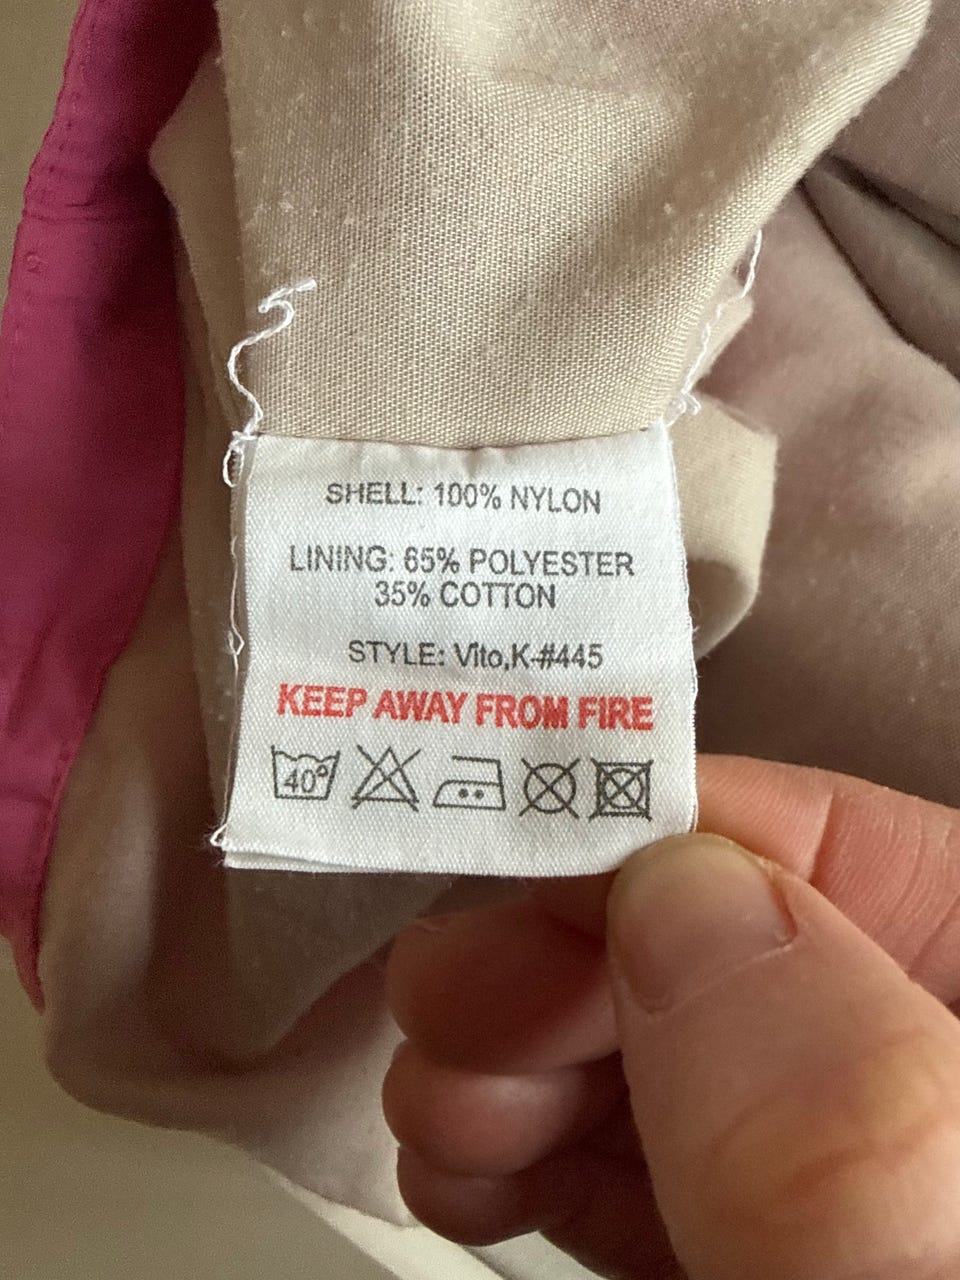 SHELL: 100% NYLON
LINING: 65% POLYESTER
35% COTTON
STYLE: Vito,K-#445
KEEP AWAY FROM FIRE
40°